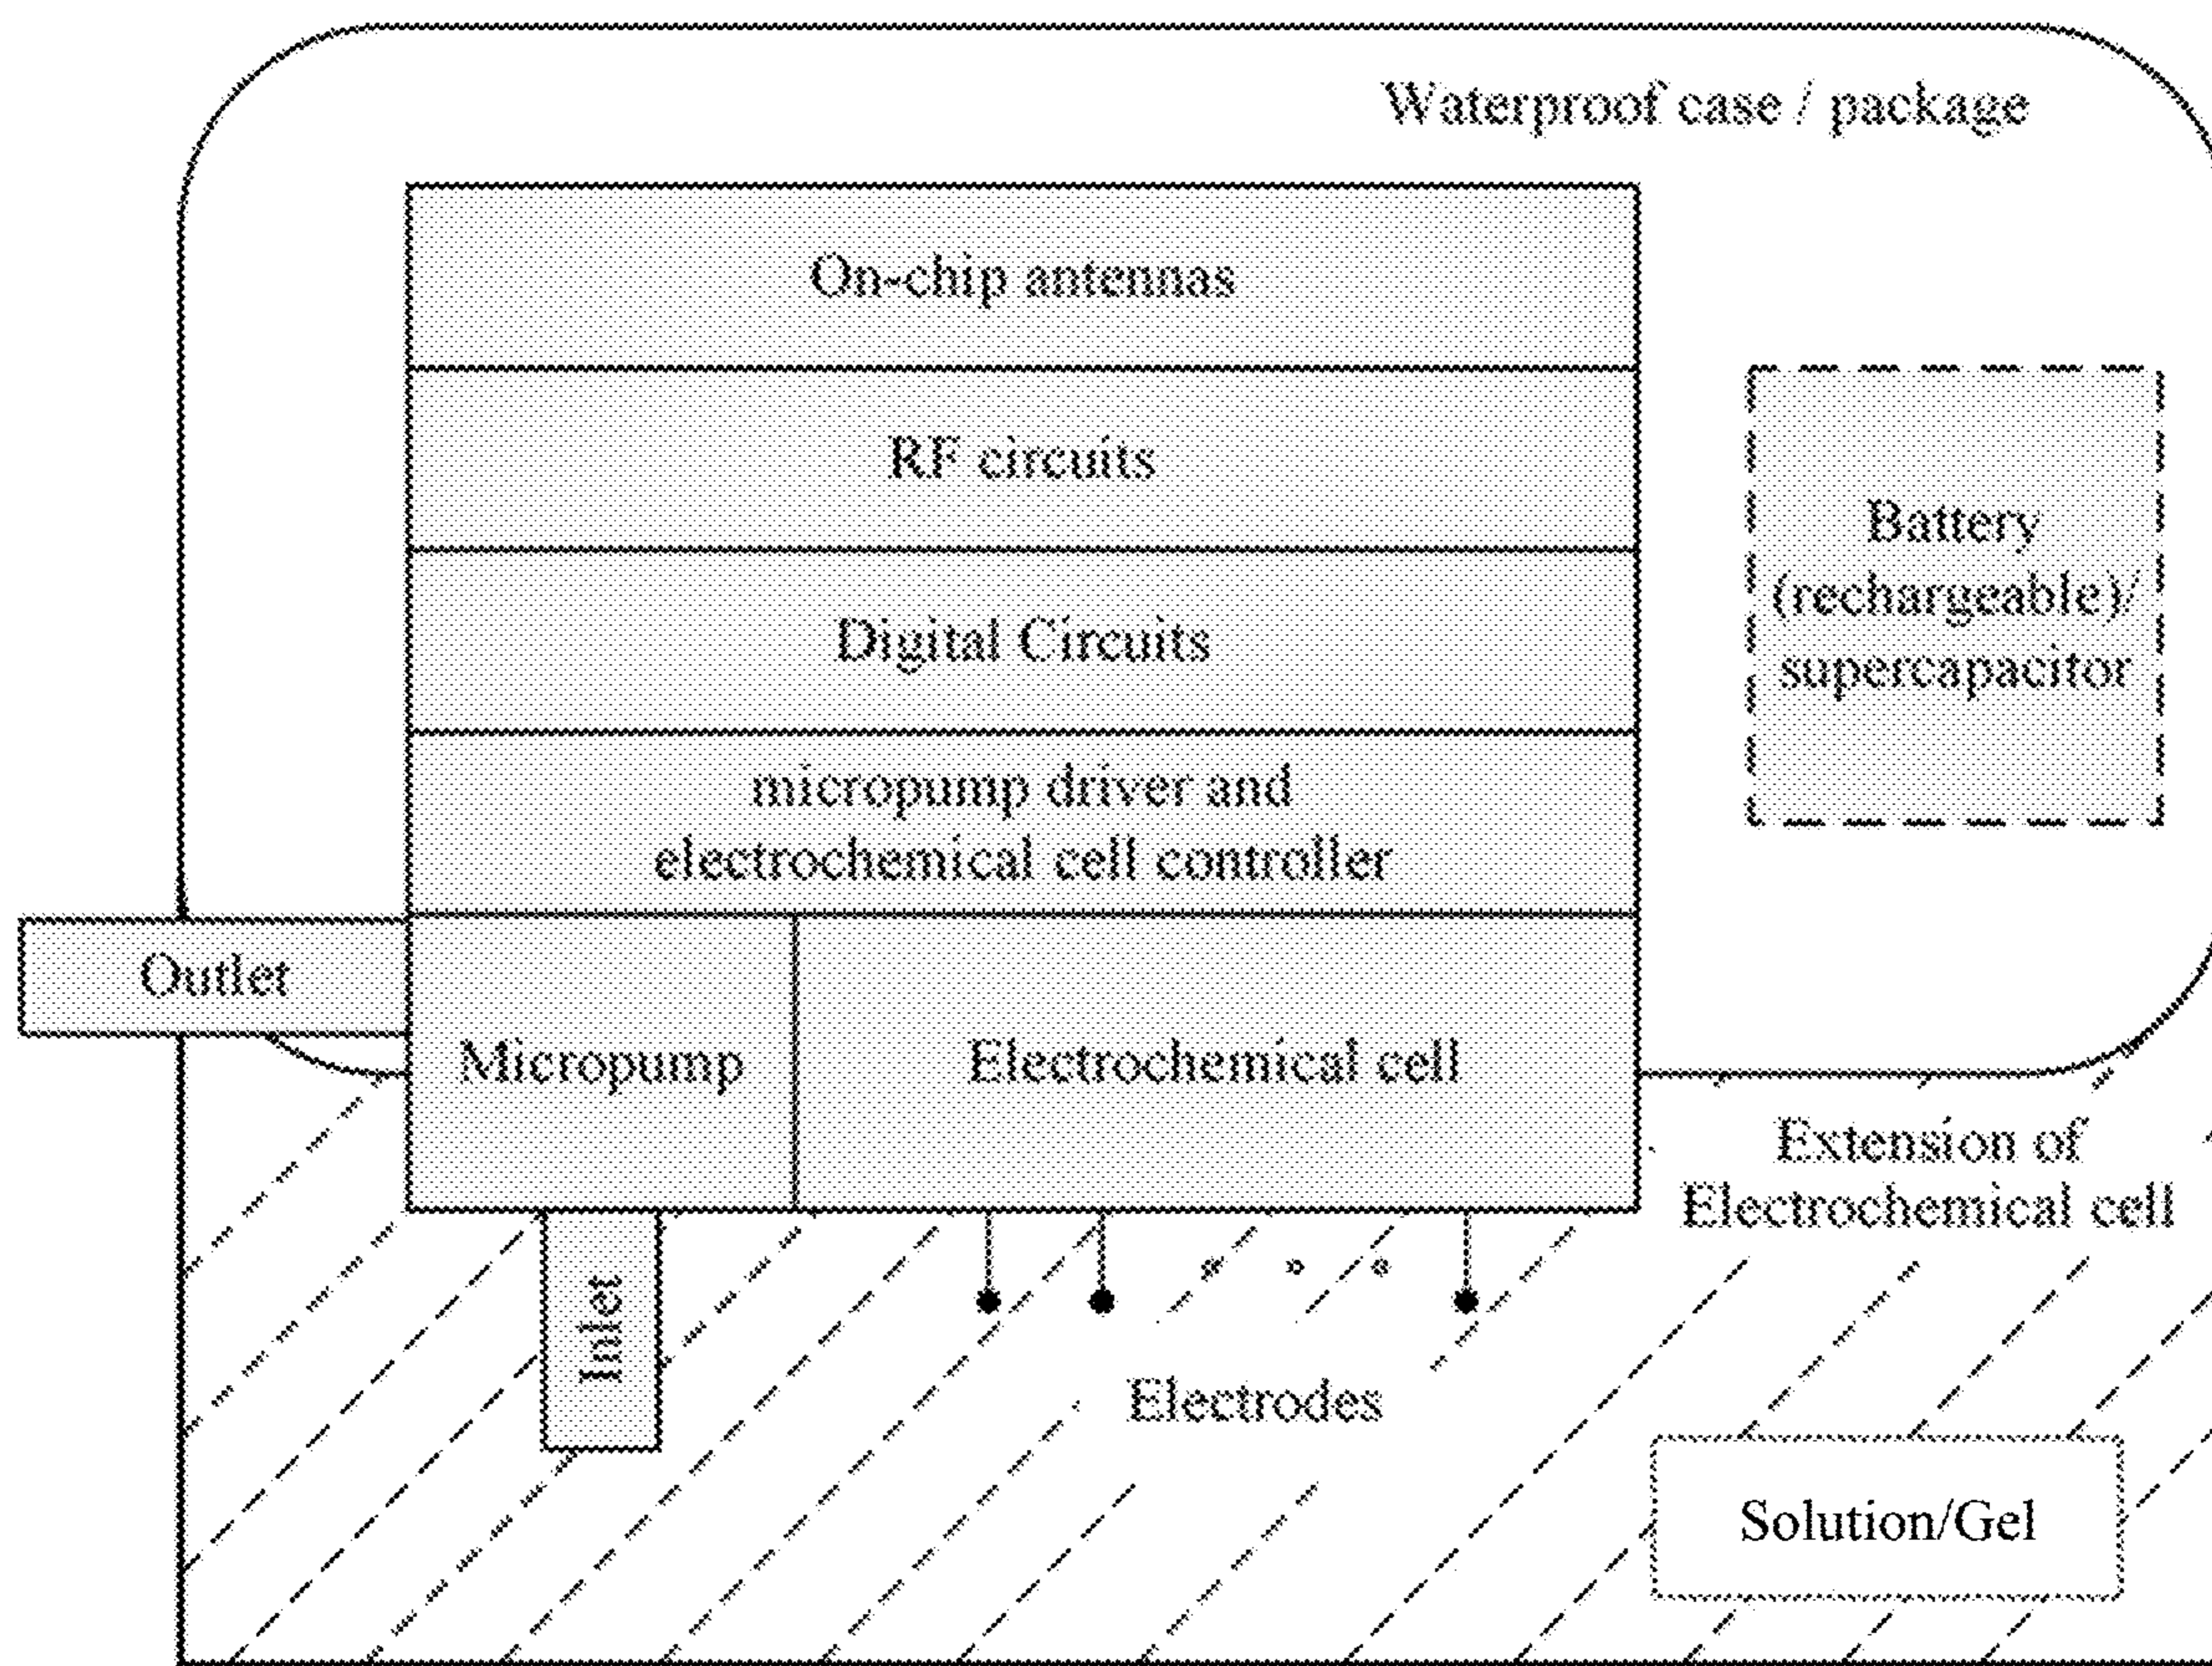 Waterproof case / package
On-chip antennas
RF circuits
Digital Circuits
Battery
(rechargeable)/
supercapacitor
micropump driver and
electrochemical cell controller
Outlet
Micropump
Electrochemical cell
Extension of
Electrochemical cell
Inlet
Electrodes
Solution/Gel